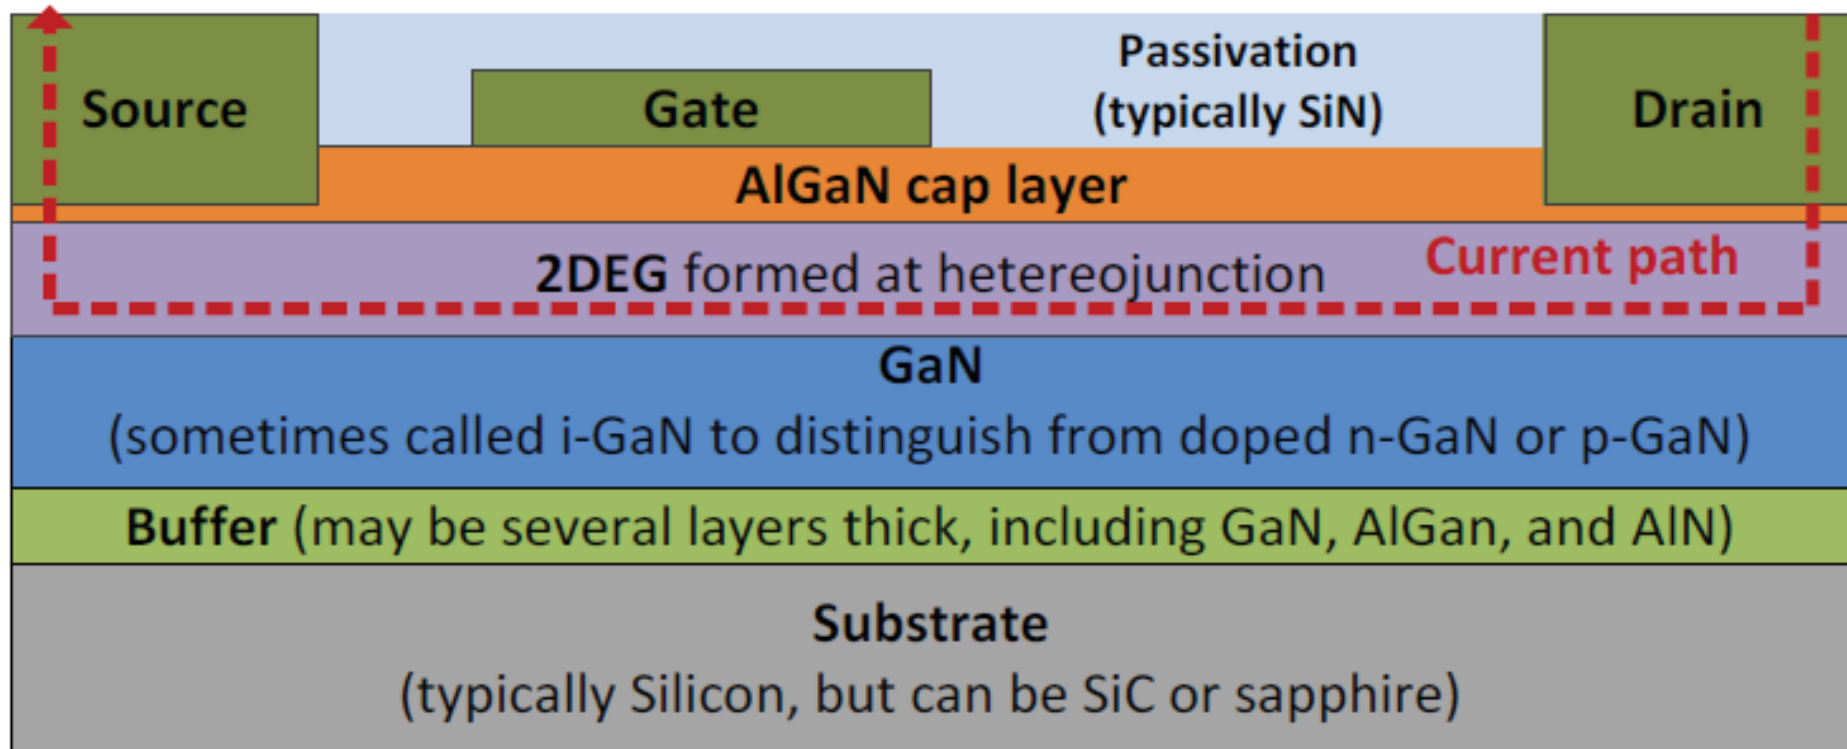 Source
Gate
Passivation
(typically SiN)
Drain
AlGaN cap layer
2DEG formed at hetereojunction
Current path
GaN
(sometimes called i-GaN to distinguish from doped n-GaN or p-GaN)
Buffer (may be several layers thick, including GaN, AlGan, and AlN)
Substrate
(typically Silicon, but can be SiC or sapphire)